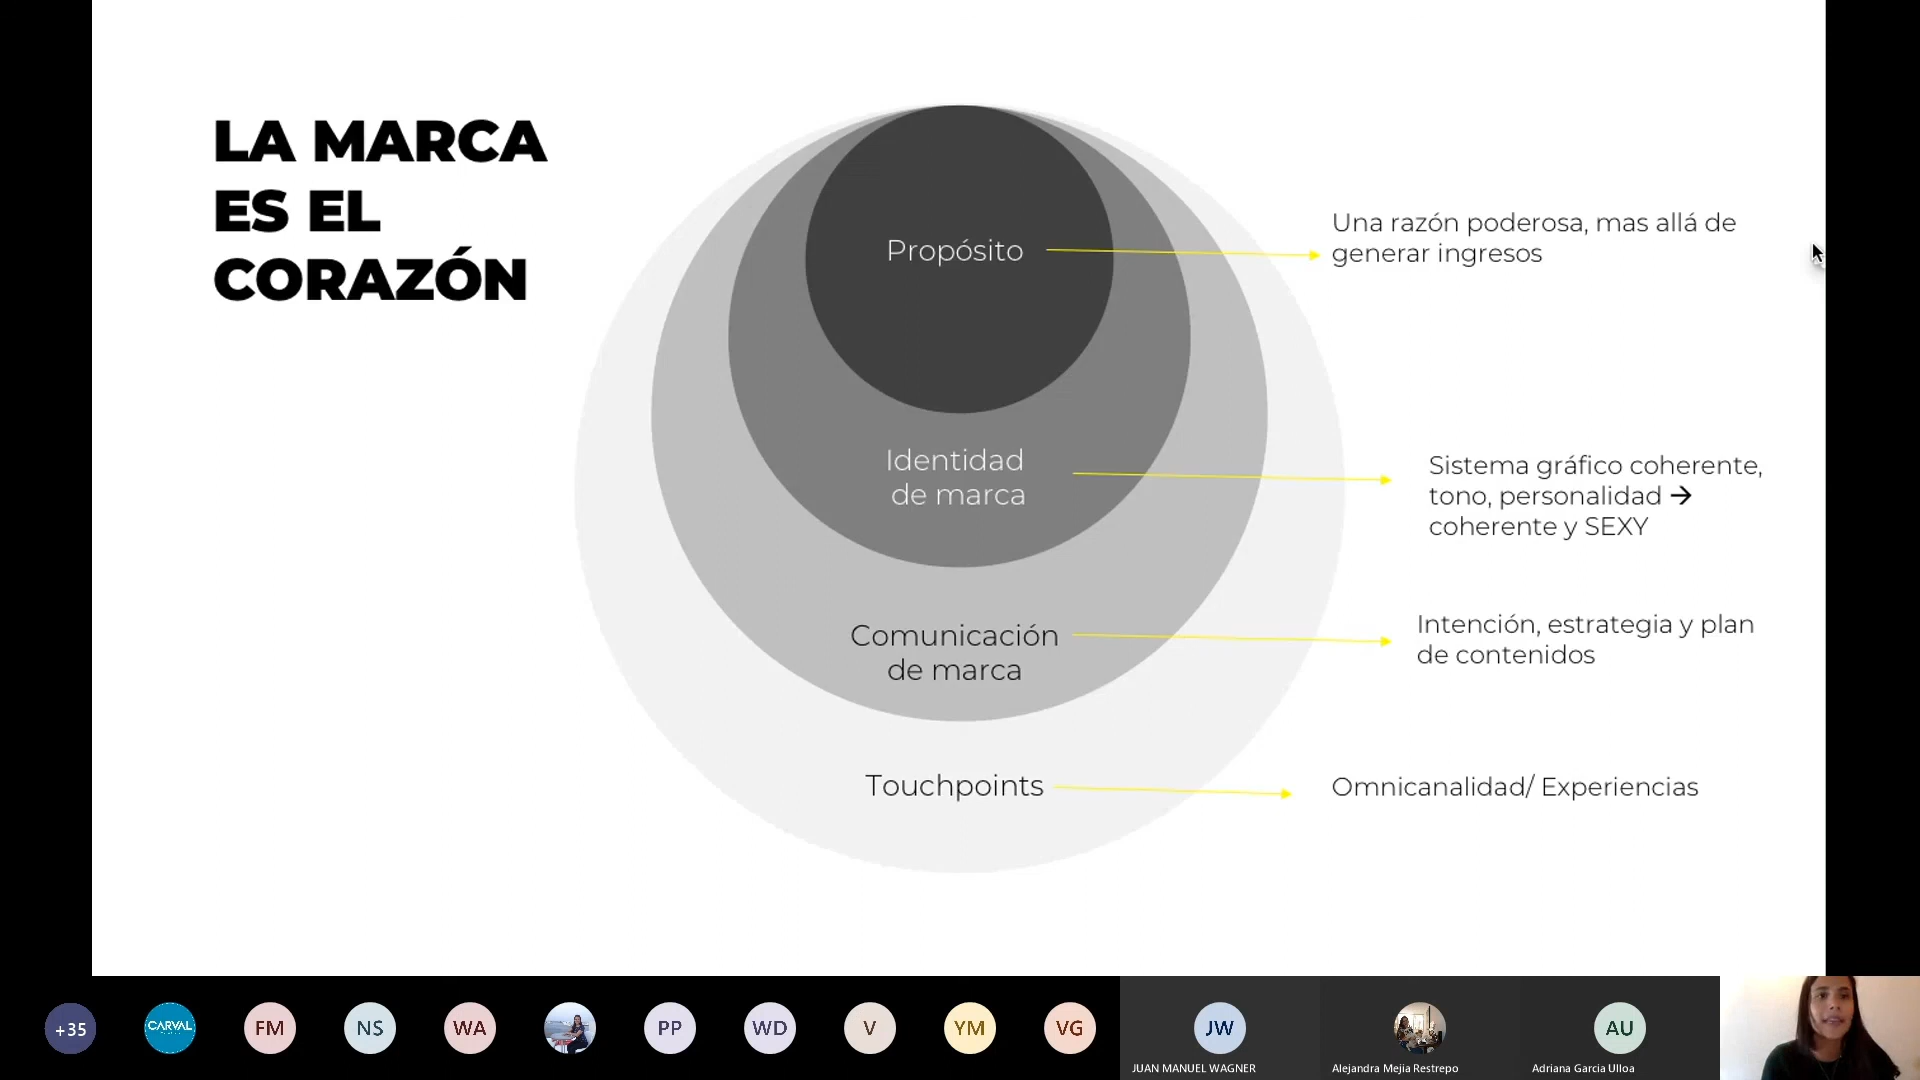 LA MARCA
ES EL
CORAZÓN
Propósito
Una razón poderosa, mas allá de
generar ingresos
Identidad
de marca
Sistema gráfico coherente,
tono, personalidad →
coherente y SEXY
Comunicación
de marca
Intención, estrategia y plan
de contenidos
Touchpoints
Omnicanalidad/ Experiencias
+35
CARVAL
FM
NS
WA
PP
WD
V
YM
VG
JW
AU
JUAN MANUEL WAGNER
Alejandra Mejia Restrepo
Adriana Garcia Ulloa